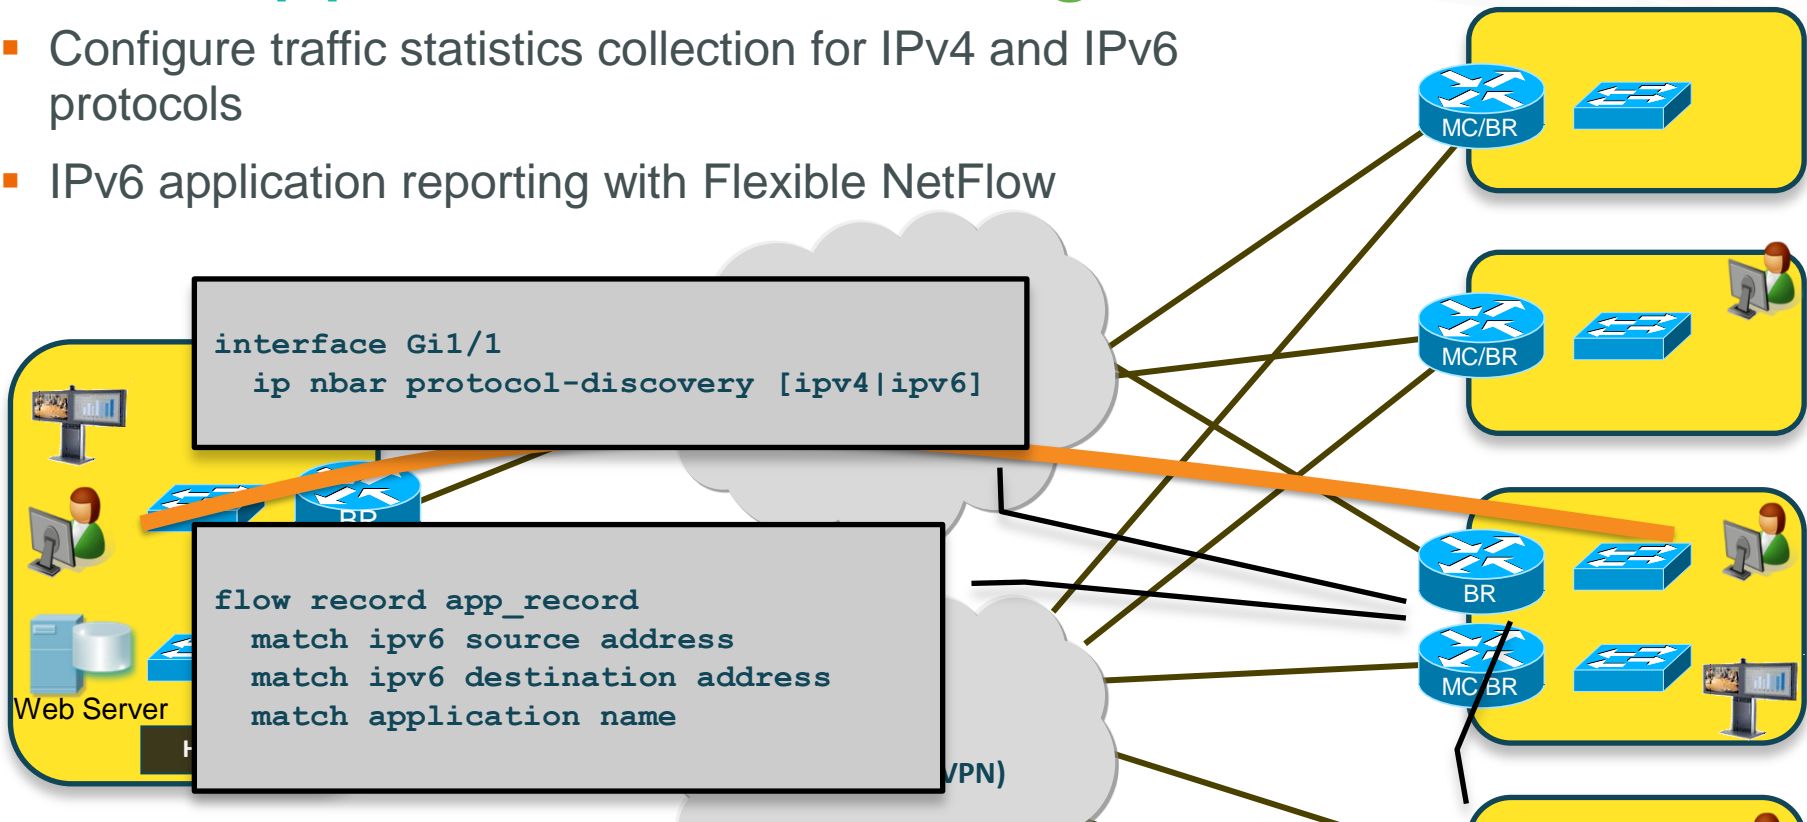 Configure traffic statistics collection for IPv4 and IPv6
protocols
IPv6 application reporting with Flexible NetFlow
MC/BR
interface Gi1/1
ip nbar protocol-discovery [ipv4|ipv6]
MC/BR
BR
flow record app_record
match ipv6 source address
match ipv6 destination address
match application name
BR
MC/BR
Web Server
VPN)